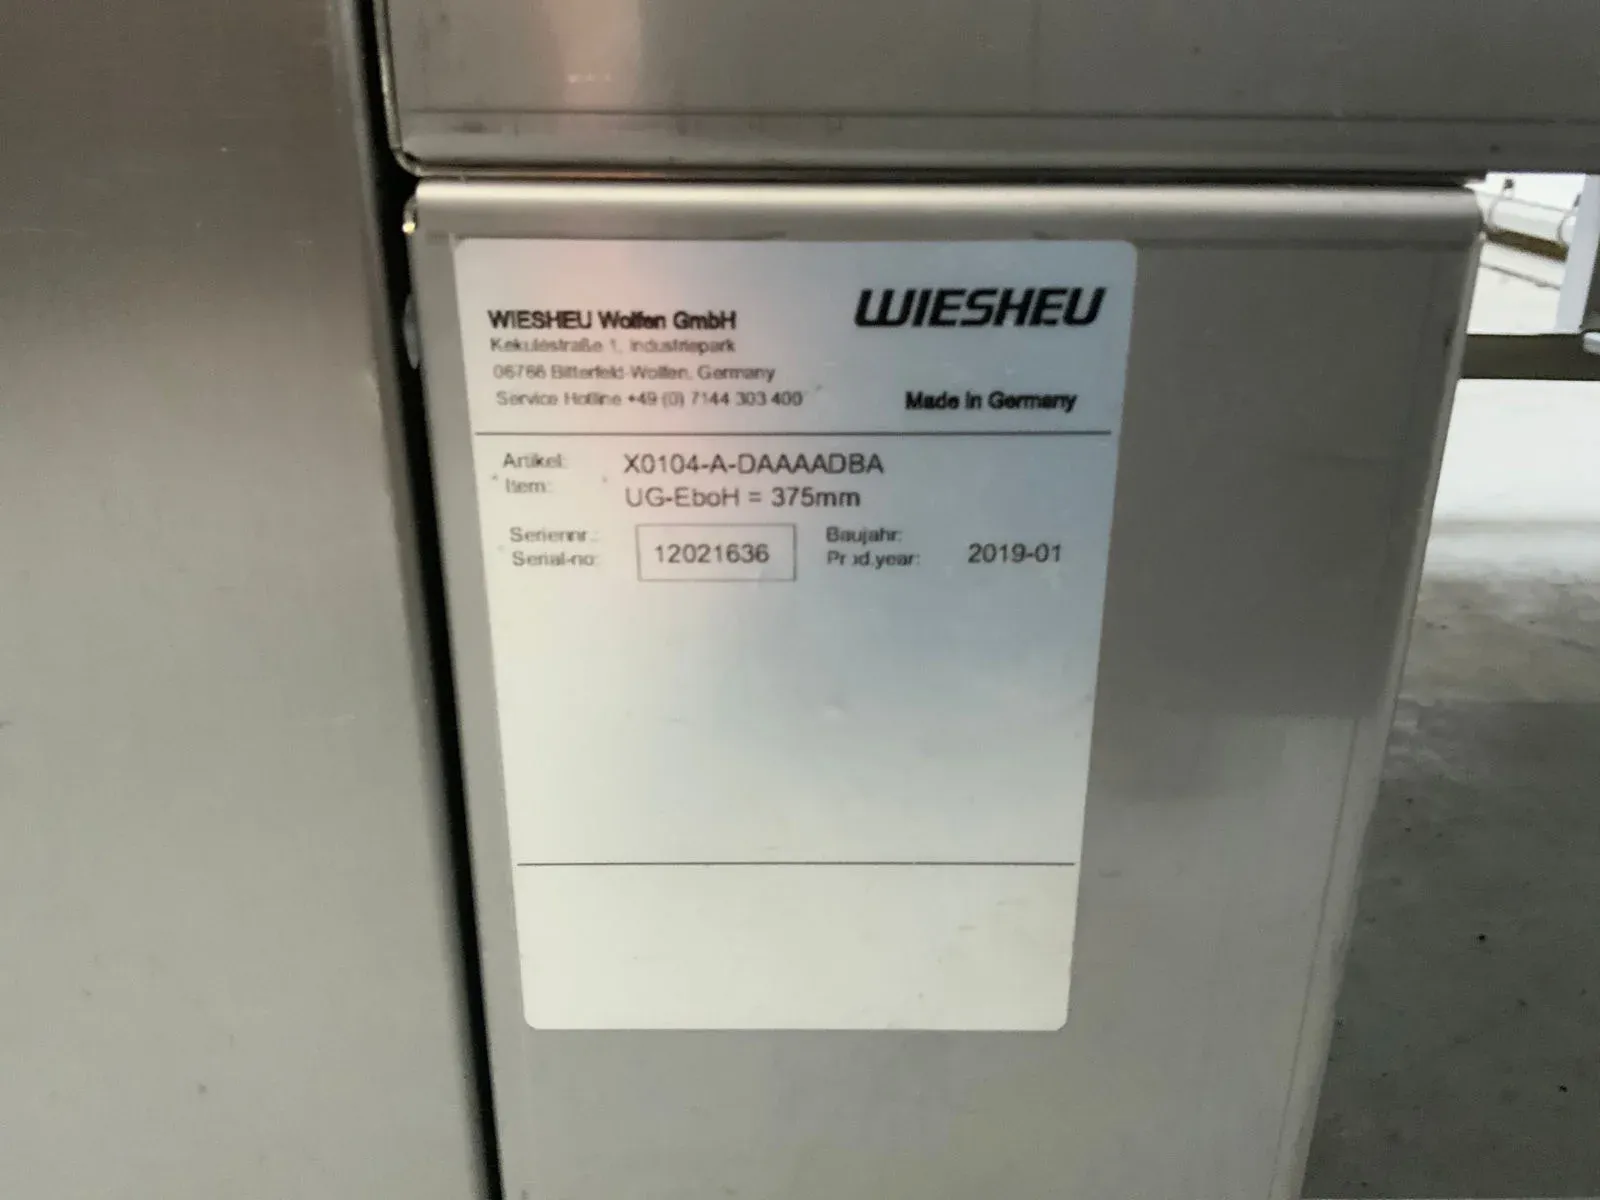 WIESHEU
WIESHEU Wolfen GmbH
Kekuléstraße 1, Industriepark
06766 Bitterfeld-Wolfen, Germany
Service Hotline +49 (0) 7144 303 400
Made in Germany
Artikel: X0104-A-DAAAADBA
Item: UG-EboH = 375mm
Seriennr.:
Serial-no: 12021636
Baujahr:
Prod.year: 2019-01